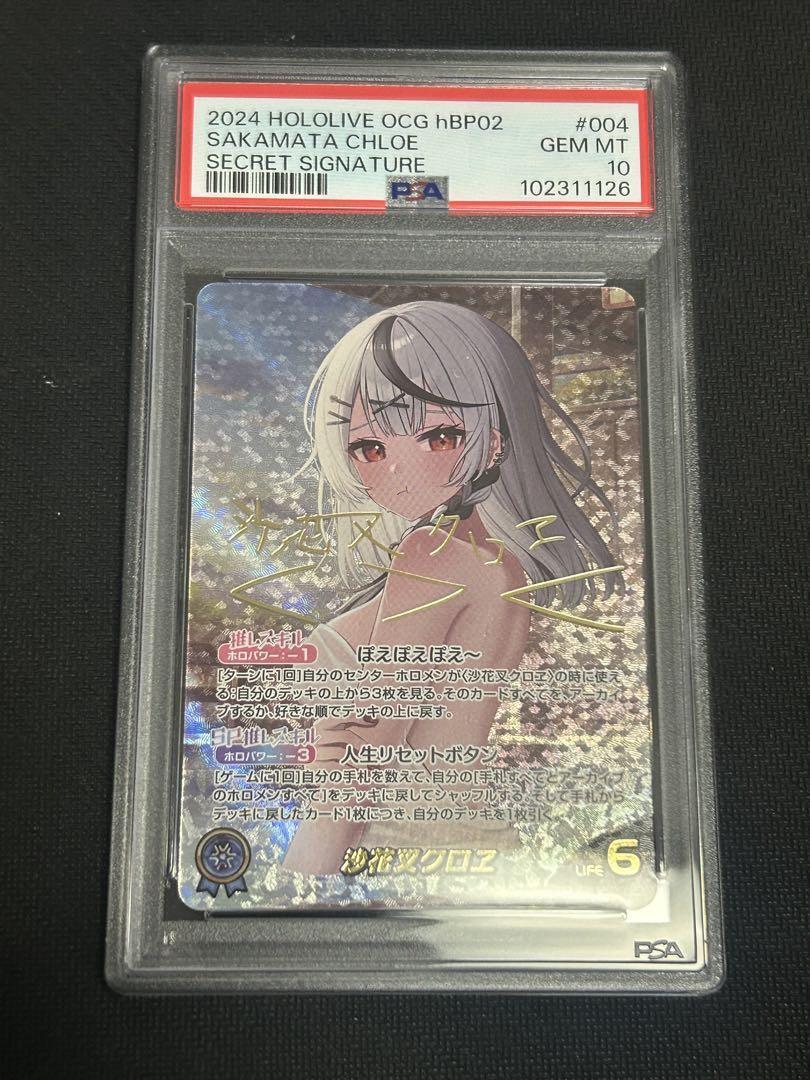 2024 HOLOLIVE OCG hBP02 #004
SAKAMATA CHLOE GEM MT
SECRET SIGNATURE 10
PSA 102311126
沙花叉クロヱ
推しスキル
ホロパワー:-1 ぽえぽえぽえ〜
[ターンに1回]自分のセンターホロメンが〈沙花叉クロヱ〉の時に使
える:自分のデッキの上から3枚を見る。そのカードすべてを、アーカイ
ブするか、好きな順でデッキの上に戻す。
SP推しスキル
ホロパワー:-3 人生リセットボタン
[ゲームに1回]自分の手札を数えて、自分の[手札すべてとアーカイブ
のホロメンすべて]をデッキに戻してシャッフルする。そして手札から
デッキに戻したカード1枚につき、自分のデッキを1枚引く。
沙花叉クロヱ
LIFE 6
PSA